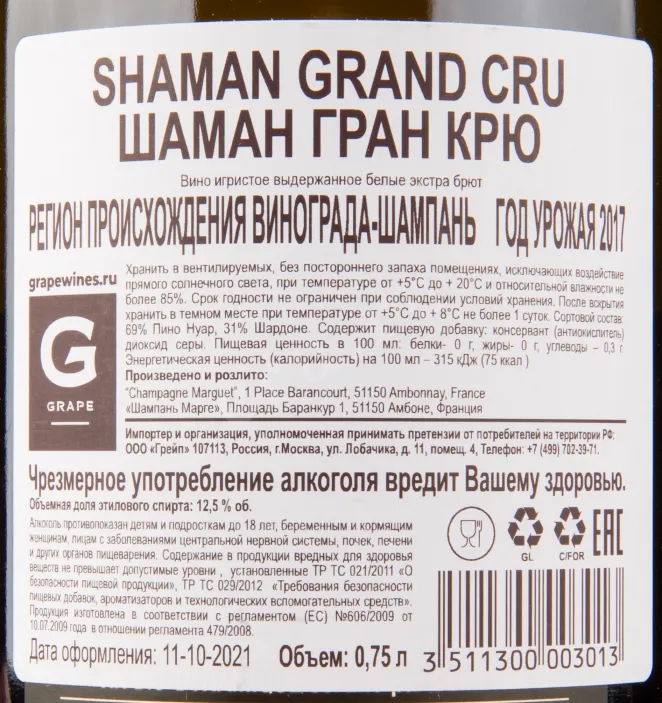 SHAMAN GRAND CRU
ШАМАН ГРАН КРЮ
Вино игристое выдержанное белые экстра брют
РЕГИОН ПРОИСХОЖДЕНИЯ ВИНОГРАДА-ШАМПАНЬ ГОД УРОЖАЯ 2017
grapewines.ru
G
GRAPE
Хранить в вентилируемых, без постороннего запаха помещениях, исключающих воздействие
прямого солнечного света, при температуре от +5°C до + 20°C и относительной влажности не
более 85%. Срок годности не ограничен при соблюдении условий хранения. После вскрытия
хранить в темном месте при температуре от +5°C до + 8°C не более 1 суток. Сортовой состав:
69% Пино Нуар, 31% Шардоне. Содержит пищевую добавку: консервант (антиокислитель)
диоксид серы. Пищевая ценность в 100 мл: белки- 0 г, жиры- 0 г, углеводы – 0,3 г.
Энергетическая ценность (калорийность) на 100 мл – 315 кДж (75 ккал )
Произведено и розлито:
"Champagne Marguet", 1 Place Barancourt, 51150 Ambonnay, France
«Шампань Марге», Площадь Баранкур 1, 51150 Амбоне, Франция
Импортер и организация, уполномоченная принимать претензии от потребителей на территории РФ:
ООО «Грейп» 107113, Россия, г.Москва, ул. Лобачика, д. 11, помещ. 4, Телефон: +7 (499) 702-39-71.
Чрезмерное употребление алкоголя вредит Вашему здоровью.
Объемная доля этилового спирта: 12,5 % об.
Алкоголь противопоказан детям и подросткам до 18 лет, беременным и кормящим
женщинам, лицам с заболеваниями центральной нервной системы, почек, печени
и других органов пищеварения. Содержание в продукции вредных для здоровья
веществ не превышает допустимые уровни , установленные ТР ТС 021/2011 «О
безопасности пищевой продукции», ТР ТС 029/2012 «Требования безопасности
пищевых добавок, ароматизаторов и технологических вспомогательных средств».
Продукция изготовлена в соответствии с регламентом (ЕС) №606/2009 от
10.07.2009 года в отношении регламента 479/2008.
GL
C/FOR
EAC
Дата оформления: 11-10-2021 Объем: 0,75 л
3 511300 003013